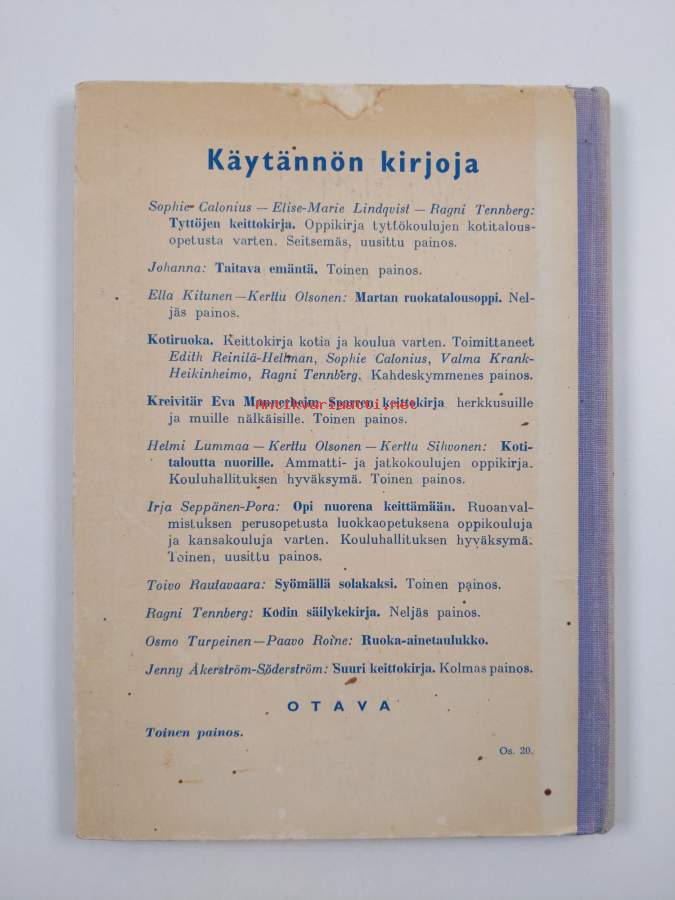 Käytännön kirjoja
Sophie Calonius — Elise-Marie Lindqvist — Ragni Tennberg:
Tyttöjen keittokirja. Oppikirja tyttökoulujen kotitalous-
opetusta varten. Seitsemäs, uusittu painos.
Johanna: Taitava emäntä. Toinen painos.
Ella Kitunen—Kerttu Olsonen: Martan ruokatalousoppi. Nel-
jäs painos.
Kotiruoka. Keittokirja kotia ja koulua varten. Toimittaneet
Edith Reinilä-Hellman, Sophie Calonius, Valma Krank-
Heikinheimo, Ragni Tennberg. Kahdeskymmenes painos.
Kreivitär Eva Mannerheim Sparren keittokirja herkkusuille
antikvariaatti.net
ja muille nälkäisille. Toinen painos.
Helmi Lummaa — Kerttu Olsonen — Kerttu Sihvonen: Koti-
taloutta nuorille. Ammatti- ja jatkokoulujen oppikirja.
Kouluhallituksen hyväksymä. Toinen painos.
Irja Seppänen-Pora: Opi nuorena keittämään. Ruoanval-
mistuksen perusopetusta luokkaopetuksena oppikouluja
ja kansakouluja varten. Kouluhallituksen hyväksymä.
Toinen, uusittu painos.
Toivo Rautavaara: Syömällä solakaksi. Toinen painos.
Ragni Tennberg: Kodin säilykekirja. Neljäs painos.
Osmo Turpeinen—Paavo Roine: Ruoka-ainetaulukko.
Jenny Åkerström-Söderström: Suuri keittokirja. Kolmas painos.
OTAVA
Toinen painos.
Os. 20.